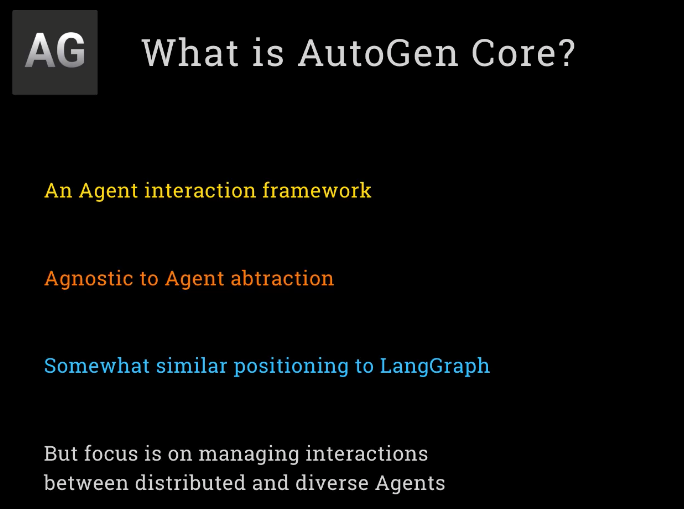 AG
What is AutoGen Core?
An Agent interaction framework
Agnostic to Agent abtraction
Somewhat similar positioning to LangGraph
But focus is on managing interactions
between distributed and diverse Agents